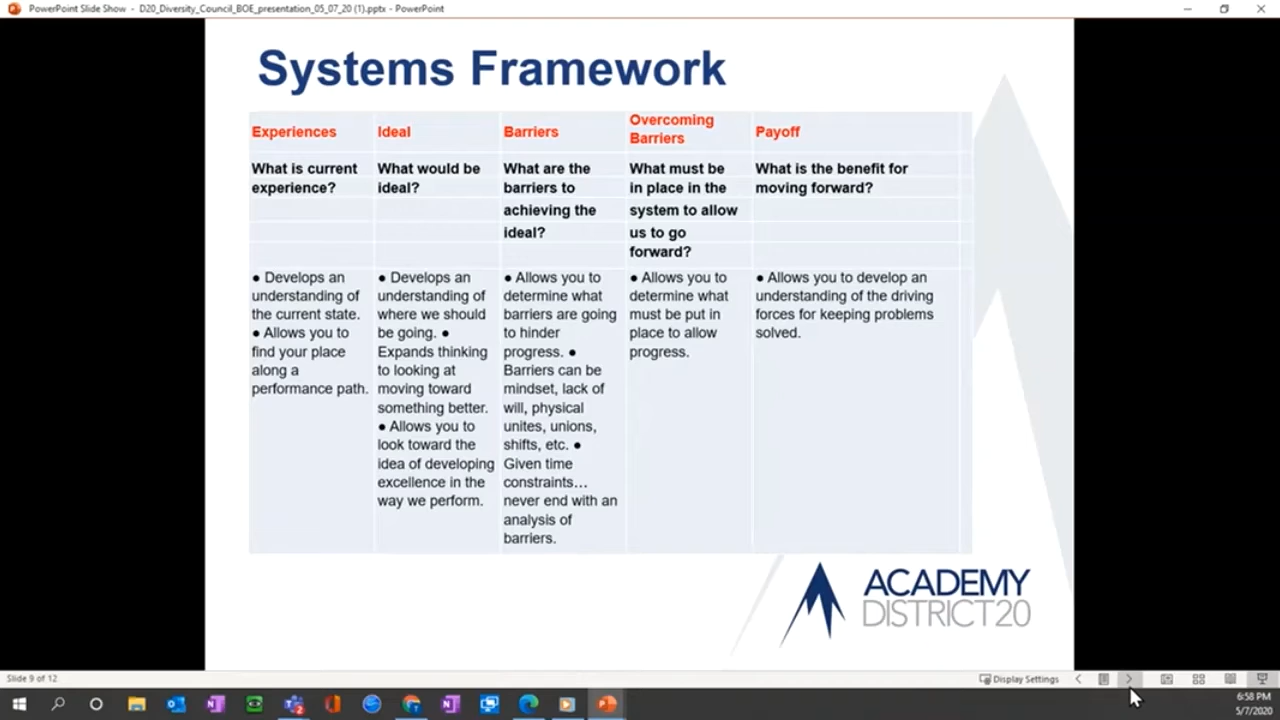 PowerPoint Slide Show - D20_Diversity_Council_BOE_presentation_05_07_20 (1).pptx - PowerPoint
Systems Framework
Experiences
Ideal
Barriers
Overcoming
Barriers
Payoff
What is current
experience?
What would be
ideal?
What are the
barriers to
achieving the
ideal?
What must be
in place in the
system to allow
us to go
forward?
What is the benefit for
moving forward?
● Develops an
understanding of
the current state.
● Allows you to
find your place
along a
performance path.
● Develops an
understanding of
where we should
be going. ●
Expands thinking
to looking at
moving toward
something better.
● Allows you to
look toward the
idea of developing
excellence in the
way we perform.
● Allows you to
determine what
barriers are going
to hinder
progress. ●
Barriers can be
mindset, lack of
will, physical
unites, unions,
shifts, etc. ●
Given time
constraints…
never end with an
analysis of
barriers.
● Allows you to
determine what
must be put in
place to allow
progress.
● Allows you to develop an
understanding of the driving
forces for keeping problems
solved.
ACADEMY
DISTRICT20
Slide 9 of 12
Display Settings
6:58 PM
5/7/2020